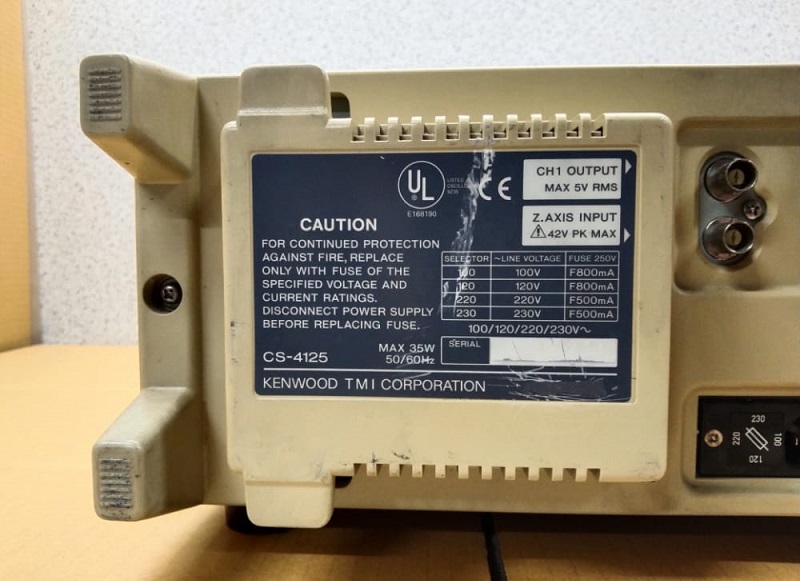 UL
®
LISTED
E168190
CE
CH1 OUTPUT
MAX 5V RMS
Z.AXIS INPUT
42V PK MAX
CAUTION
FOR CONTINUED PROTECTION
AGAINST FIRE, REPLACE
ONLY WITH FUSE OF THE
SPECIFIED VOLTAGE AND
CURRENT RATINGS.
DISCONNECT POWER SUPPLY
BEFORE REPLACING FUSE.
SELECTOR ~LINE VOLTAGE FUSE 250V
100 100V F800mA
120 120V F800mA
220 220V F500mA
230 230V F500mA
100/120/220/230V~
CS-4125
MAX 35W
50/60Hz
SERIAL
KENWOOD TMI CORPORATION
230
220
100
120